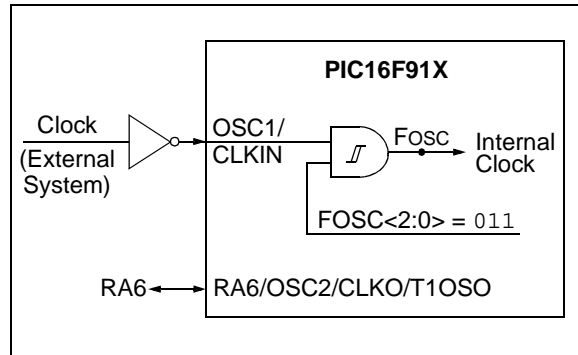 PIC16F91X
Clock
(External
System)
OSC1/
CLKIN
FOSC
Internal
Clock
FOSC<2:0> = 011
RA6
RA6/OSC2/CLKO/T1OSO